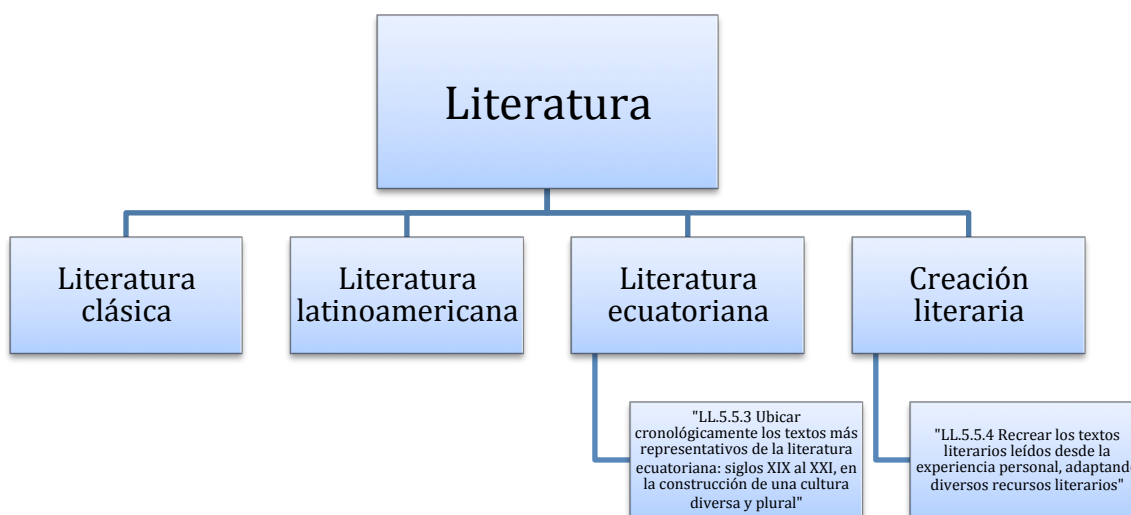 Literatura
Literatura
clásica
Literatura
latinoamericana
Literatura
ecuatoriana
Creación
literaria
"LL.5.5.3 Ubicar
cronológicamente los textos más
representativos de la literatura
ecuatoriana: siglos XIX al XXI, en
la construcción de una cultura
diversa y plural"
"LL.5.5.4 Recrear los textos
literarios leídos desde la
experiencia personal, adaptando
diversos recursos literarios"